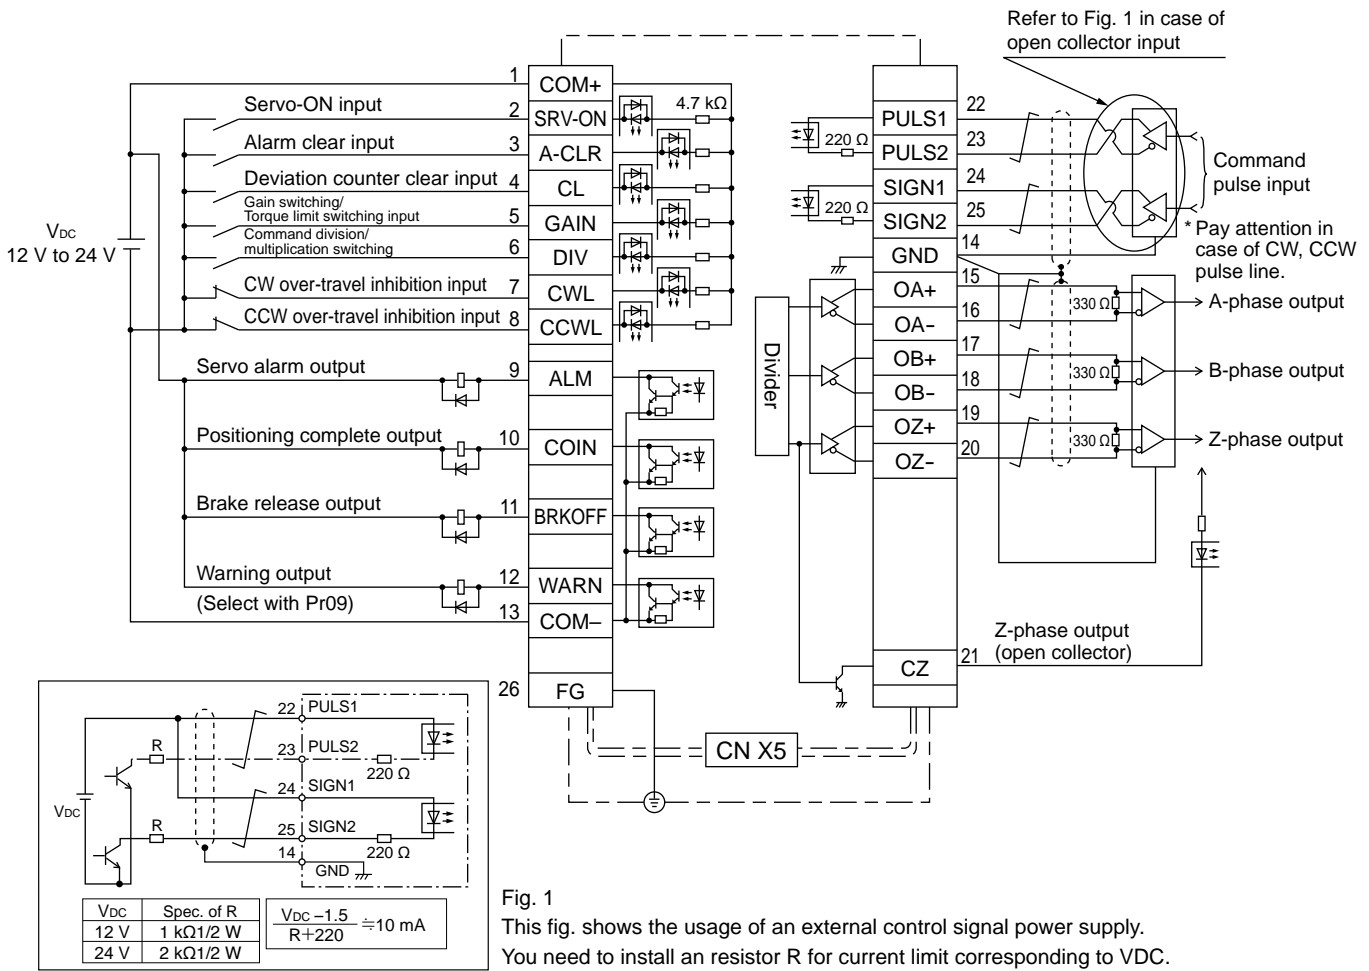 Refer to Fig. 1 in case of
open collector input
VDC
12 V to 24 V
Servo-ON input
Alarm clear input
Deviation counter clear input
Gain switching/
Torque limit switching input
Command division/
multiplication switching
CW over-travel inhibition input
CCW over-travel inhibition input
Servo alarm output
Positioning complete output
Brake release output
Warning output
(Select with Pr09)
1 COM+
2 SRV-ON
3 A-CLR
4 CL
5 GAIN
6 DIV
7 CWL
8 CCWL
9 ALM
10 COIN
11 BRKOFF
12 WARN
13 COM–
26 FG
4.7 kΩ
220 Ω
220 Ω
Divider
PULS1 22
PULS2 23
SIGN1 24
SIGN2 25
GND 14
OA+ 15
OA– 16
OB+ 17
OB– 18
OZ+ 19
OZ– 20
CZ 21
330 Ω
330 Ω
330 Ω
Command
pulse input
* Pay attention in
case of CW, CCW
pulse line.
A-phase output
B-phase output
Z-phase output
Z-phase output
(open collector)
CN X5
VDC
R
R
22 PULS1
23 PULS2
220 Ω
24 SIGN1
25 SIGN2
220 Ω
14
GND
VDC Spec. of R
12 V 1 kΩ1/2 W
24 V 2 kΩ1/2 W
VDC –1.5
R+220
≒10 mA
Fig. 1
This fig. shows the usage of an external control signal power supply.
You need to install an resistor R for current limit corresponding to VDC.